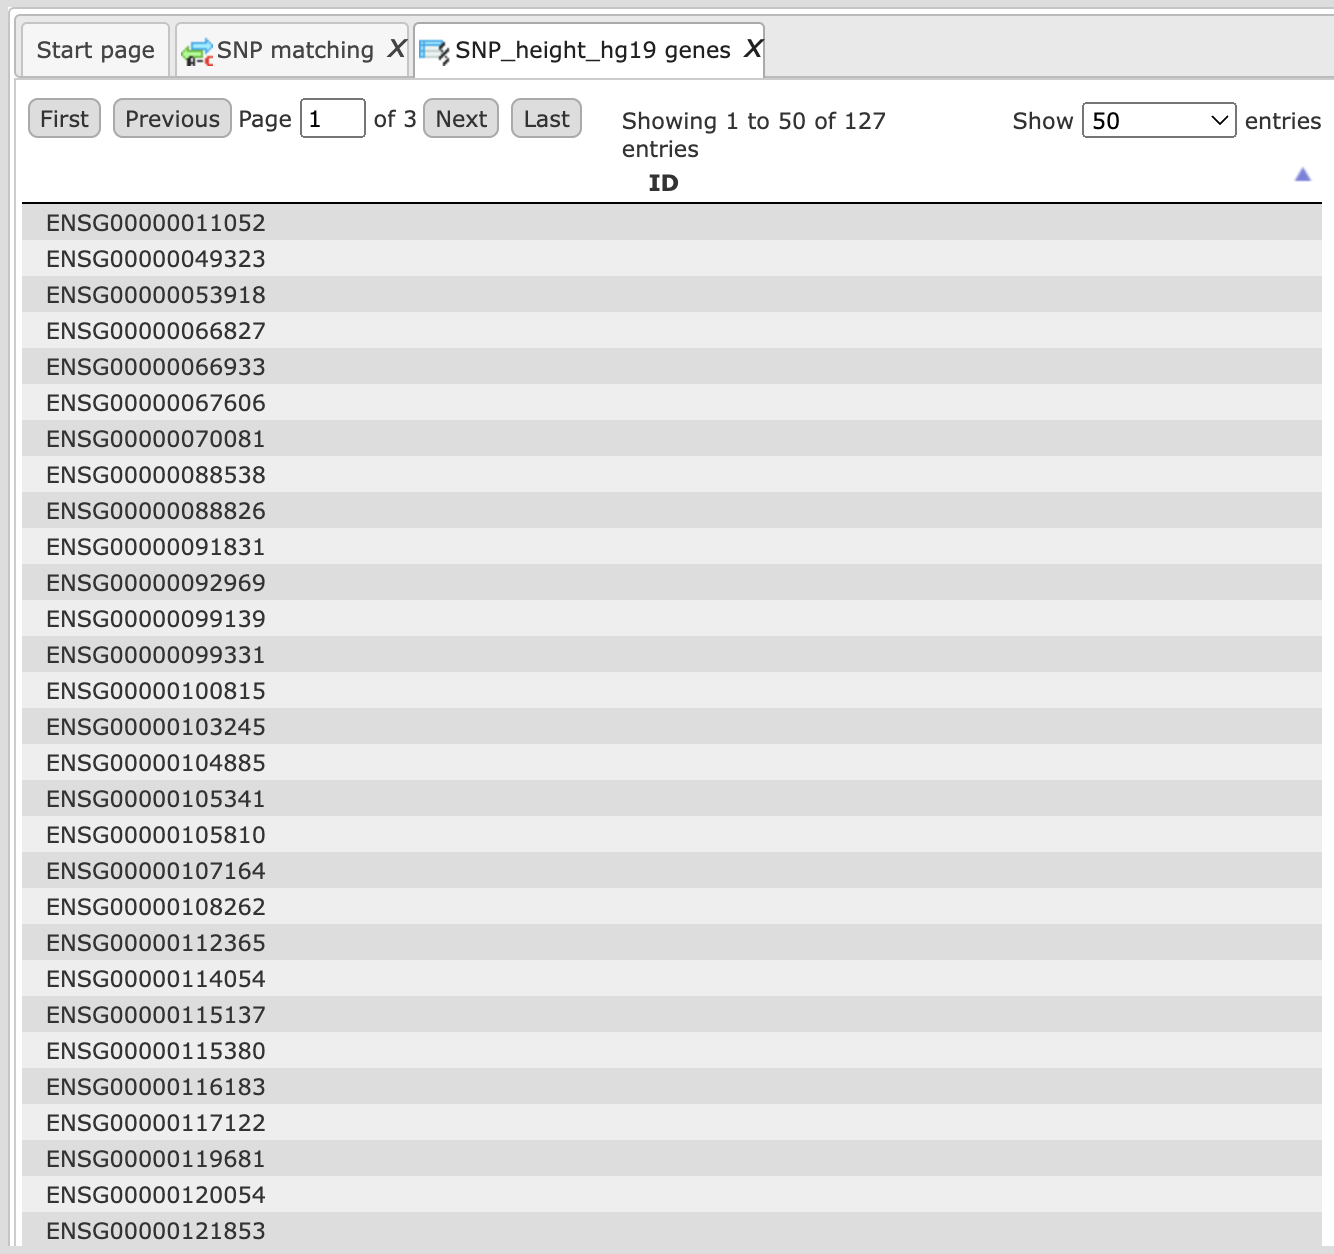 Start page SNP matching X SNP_height_hg19 genes X
First Previous Page 1 of 3 Next Last Showing 1 to 50 of 127 entries Show 50 entries
ID
ENSG00000011052
ENSG00000049323
ENSG00000053918
ENSG00000066827
ENSG00000066933
ENSG00000067606
ENSG00000070081
ENSG00000088538
ENSG00000088826
ENSG00000091831
ENSG00000092969
ENSG00000099139
ENSG00000099331
ENSG00000100815
ENSG00000103245
ENSG00000104885
ENSG00000105341
ENSG00000105810
ENSG00000107164
ENSG00000108262
ENSG00000112365
ENSG00000114054
ENSG00000115137
ENSG00000115380
ENSG00000116183
ENSG00000117122
ENSG00000119681
ENSG00000120054
ENSG00000121853